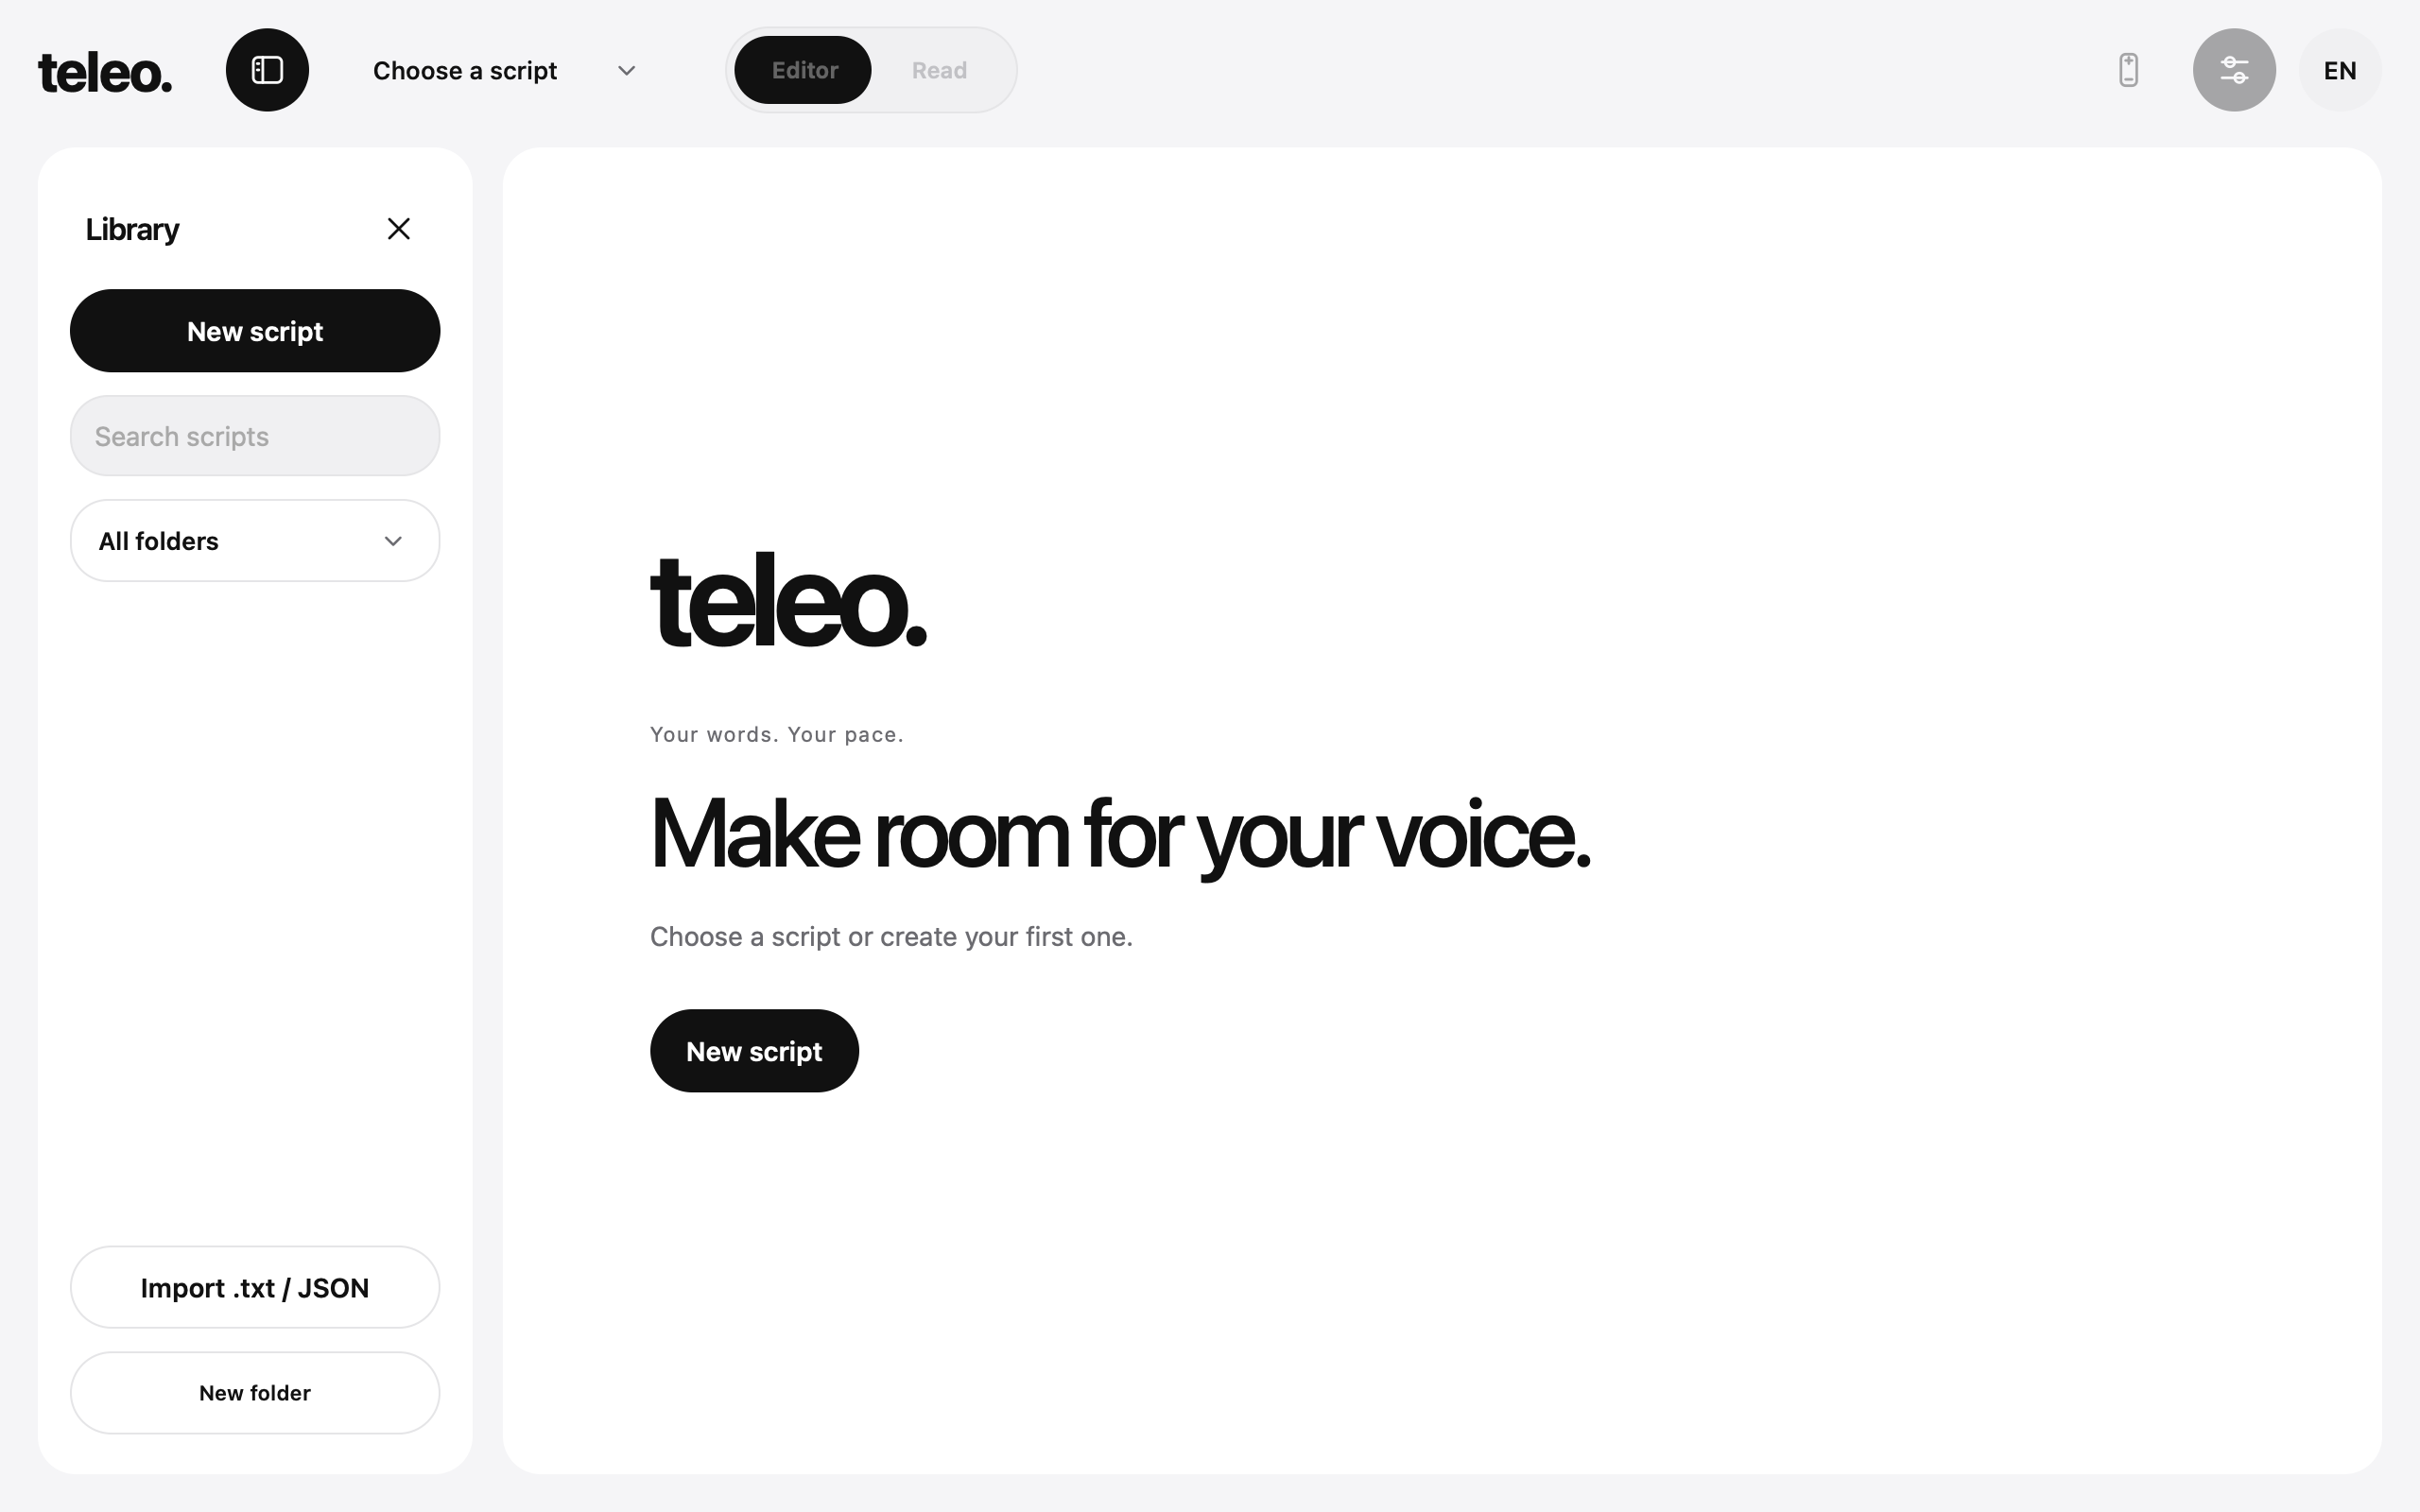 teleo.
Choose a script
Editor
Read
EN
Library
New script
Search scripts
All folders
Import .txt / JSON
New folder
teleo.
Your words. Your pace.
Make room for your voice.
Choose a script or create your first one.
New script